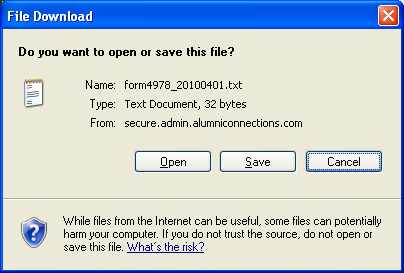 File Download
Do you want to open or save this file?
Name: form4978_20100401.txt
Type: Text Document, 32 bytes
From: secure.admin.alumniconnections.com
Open Save Cancel
While files from the Internet can be useful, some files can potentially
harm your computer. If you do not trust the source, do not open or
save this file. What's the risk?